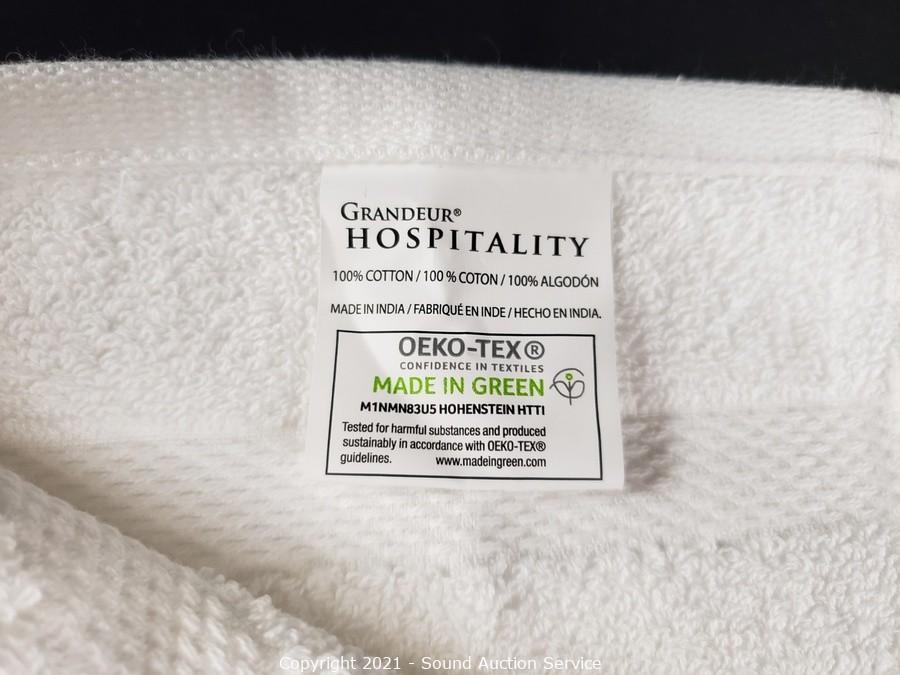 GRANDEUR®
HOSPITALITY
100% COTTON / 100 % COTON / 100% ALGODÓN
MADE IN INDIA / FABRIQUÉ EN INDE / HECHO EN INDIA.
OEKO-TEX®
CONFIDENCE IN TEXTILES
MADE IN GREEN
M1NMN83U5 HOHENSTEIN HTTI
Tested for harmful substances and produced
sustainably in accordance with OEKO-TEX®
guidelines. www.madeingreen.com
Copyright 2021 - Sound Auction Service